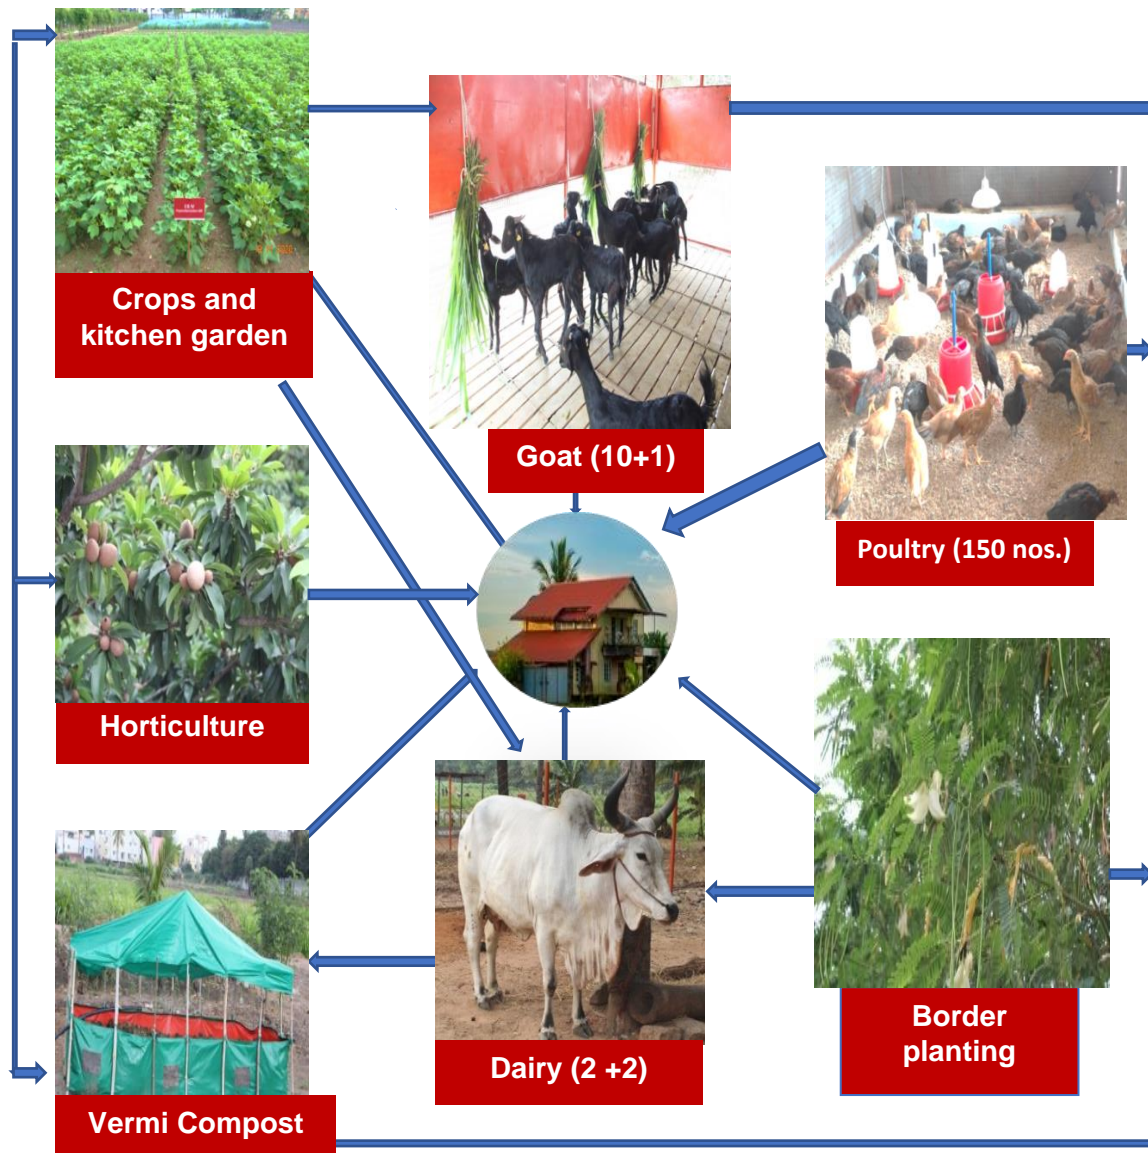 Crops and
kitchen garden
Goat (10+1)
Poultry (150 nos.)
Horticulture
Vermi Compost
Dairy (2 +2)
Border
planting